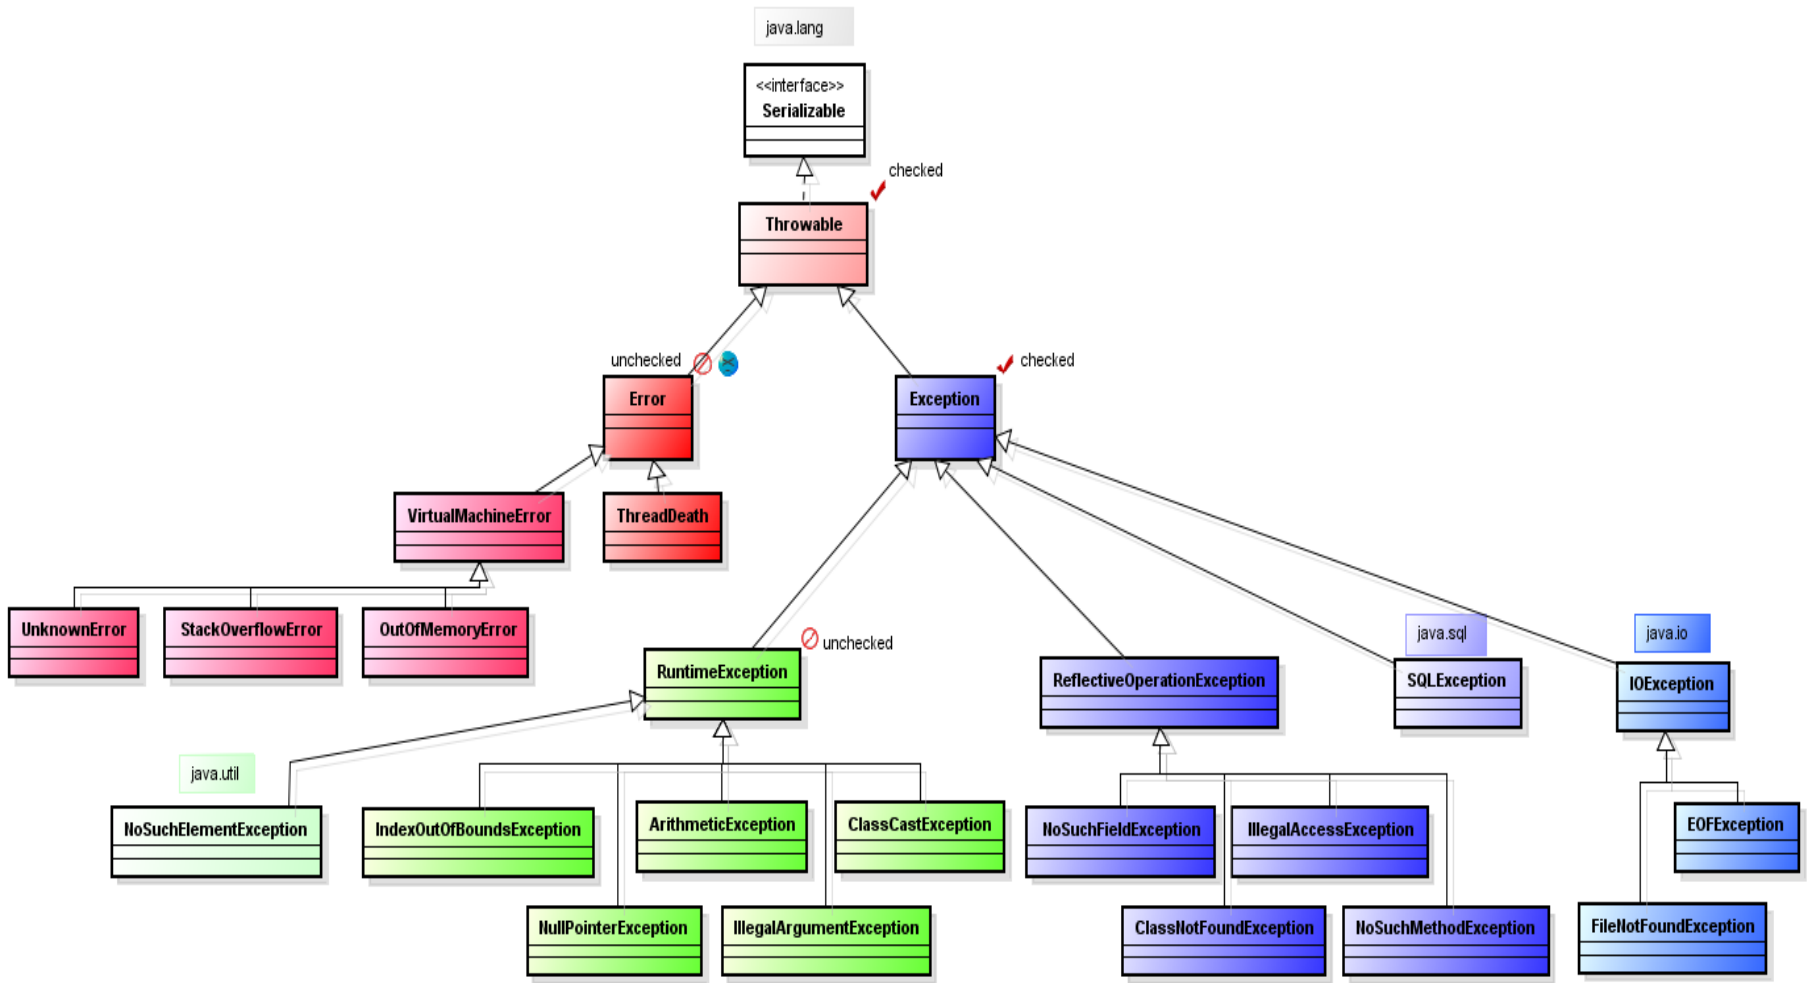 java.lang
<<interface>>
Serializable
checked
Throwable
unchecked
checked
Error
Exception
VirtualMachineError
ThreadDeath
UnknownError
StackOverflowError
OutOfMemoryError
unchecked
java.sql
java.io
RuntimeException
ReflectiveOperationException
SQLException
IOException
java.util
NoSuchElementException
IndexOutOfBoundsException
ArithmeticException
ClassCastException
NoSuchFieldException
IllegalAccessException
EOFException
NullPointerException
IllegalArgumentException
ClassNotFoundException
NoSuchMethodException
FileNotFoundException